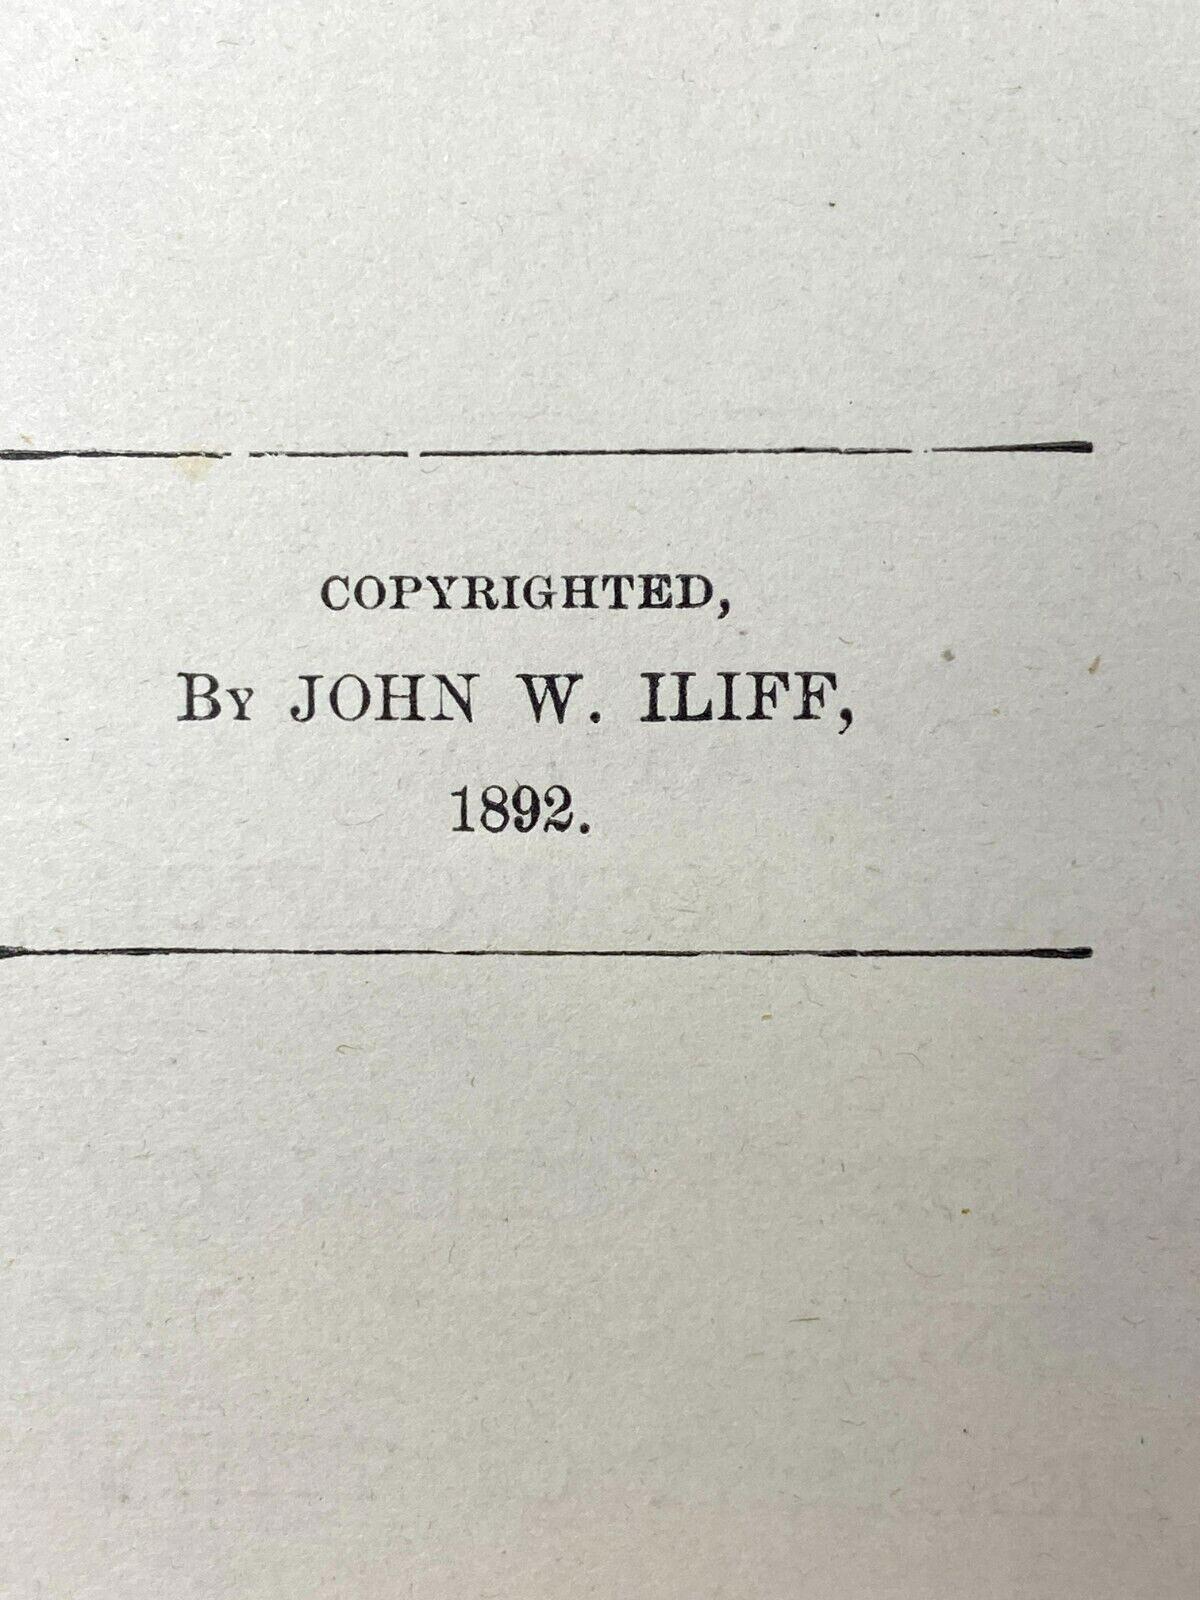 COPYRIGHTED,
By JOHN W. ILIFF,
1892.